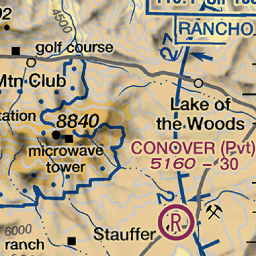 4500
RANCHO
golf course
Mtn Club
27
Lake of
the Woods
8840
microwave
tower
CONOVER (Pvt)
5160 - 30
R
6000
ranch
Stauffer